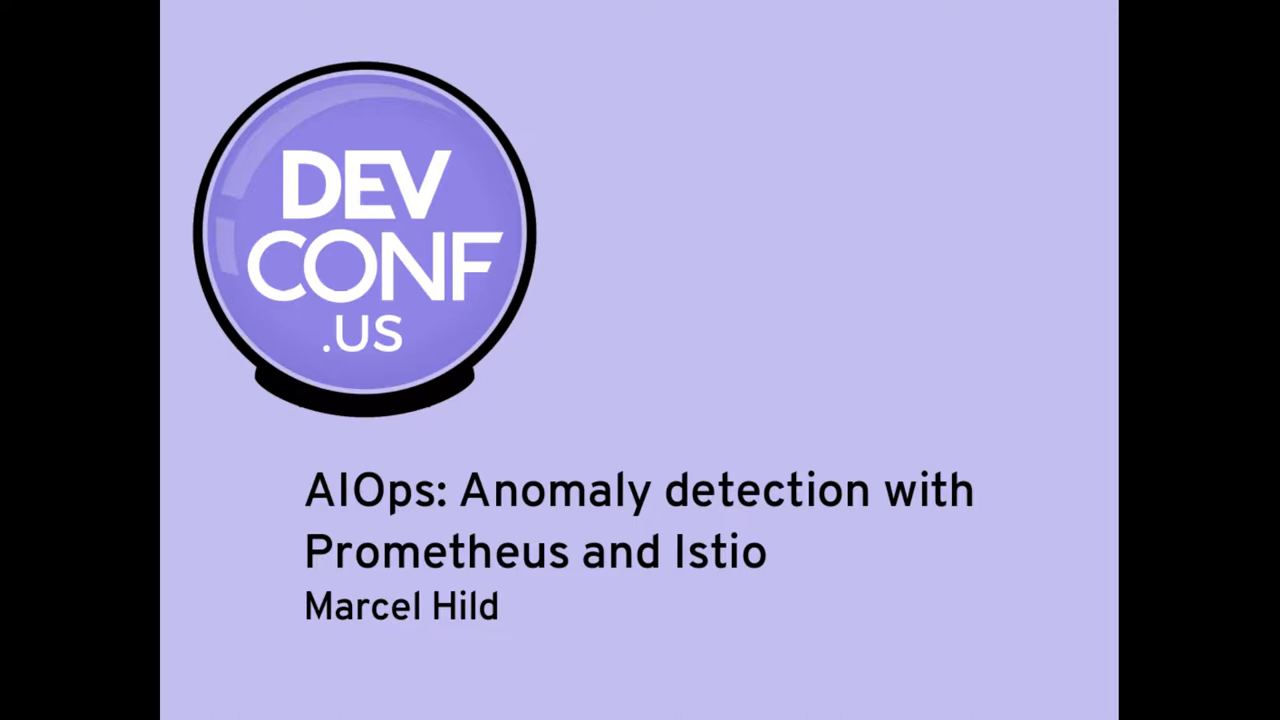 DEV
CONF
.US
AIOps: Anomaly detection with
Prometheus and Istio
Marcel Hild